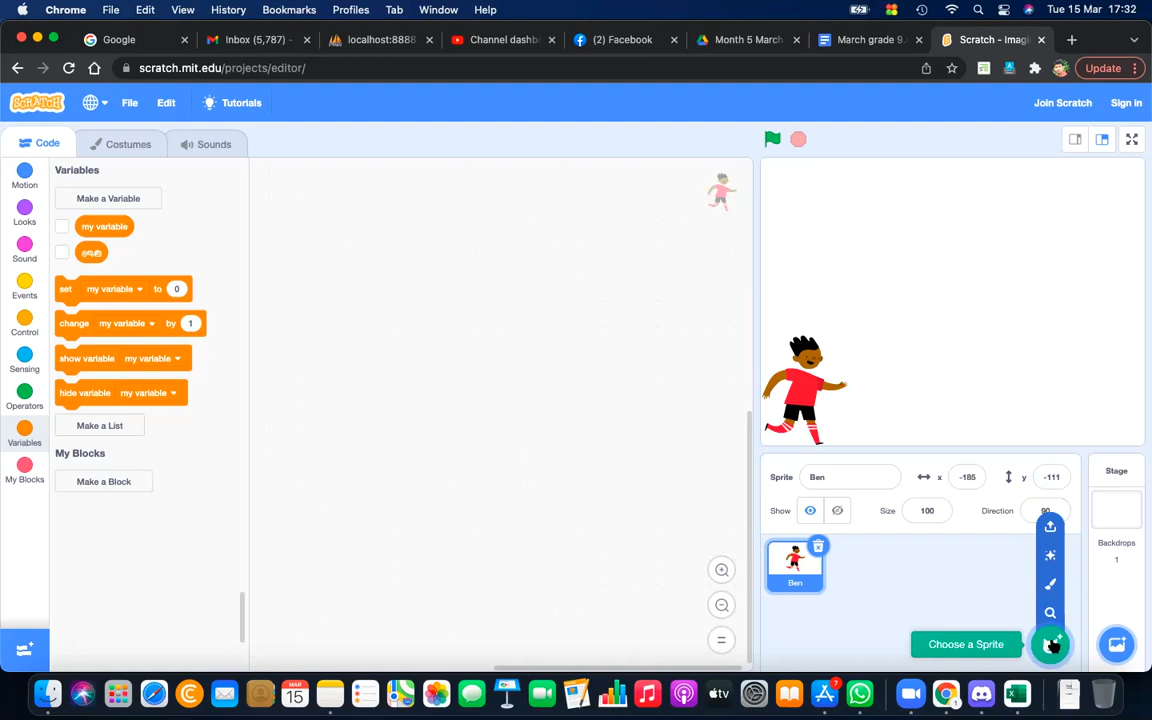 Chrome File Edit View History Bookmarks Profiles Tab Window Help Tue 15 Mar 17:32
Google Inbox (5,787) - localhost:8888 Channel dashb (2) Facebook Month 5 March March grade 9. Scratch - Imagi
scratch.mit.edu/projects/editor/ Update
SCRATCH File Edit Tutorials Join Scratch Sign in
Code Costumes Sounds
Motion
Looks
Sound
Events
Control
Sensing
Operators
Variables
My Blocks
Variables
Make a Variable
my variable
set my variable to 0
change my variable by 1
show variable my variable
hide variable my variable
Make a List
My Blocks
Make a Block
Sprite Ben x -185 y -111
Show Size 100 Direction 90
Ben
Choose a Sprite
Stage
Backdrops
1
MAR
15
tv
7
1